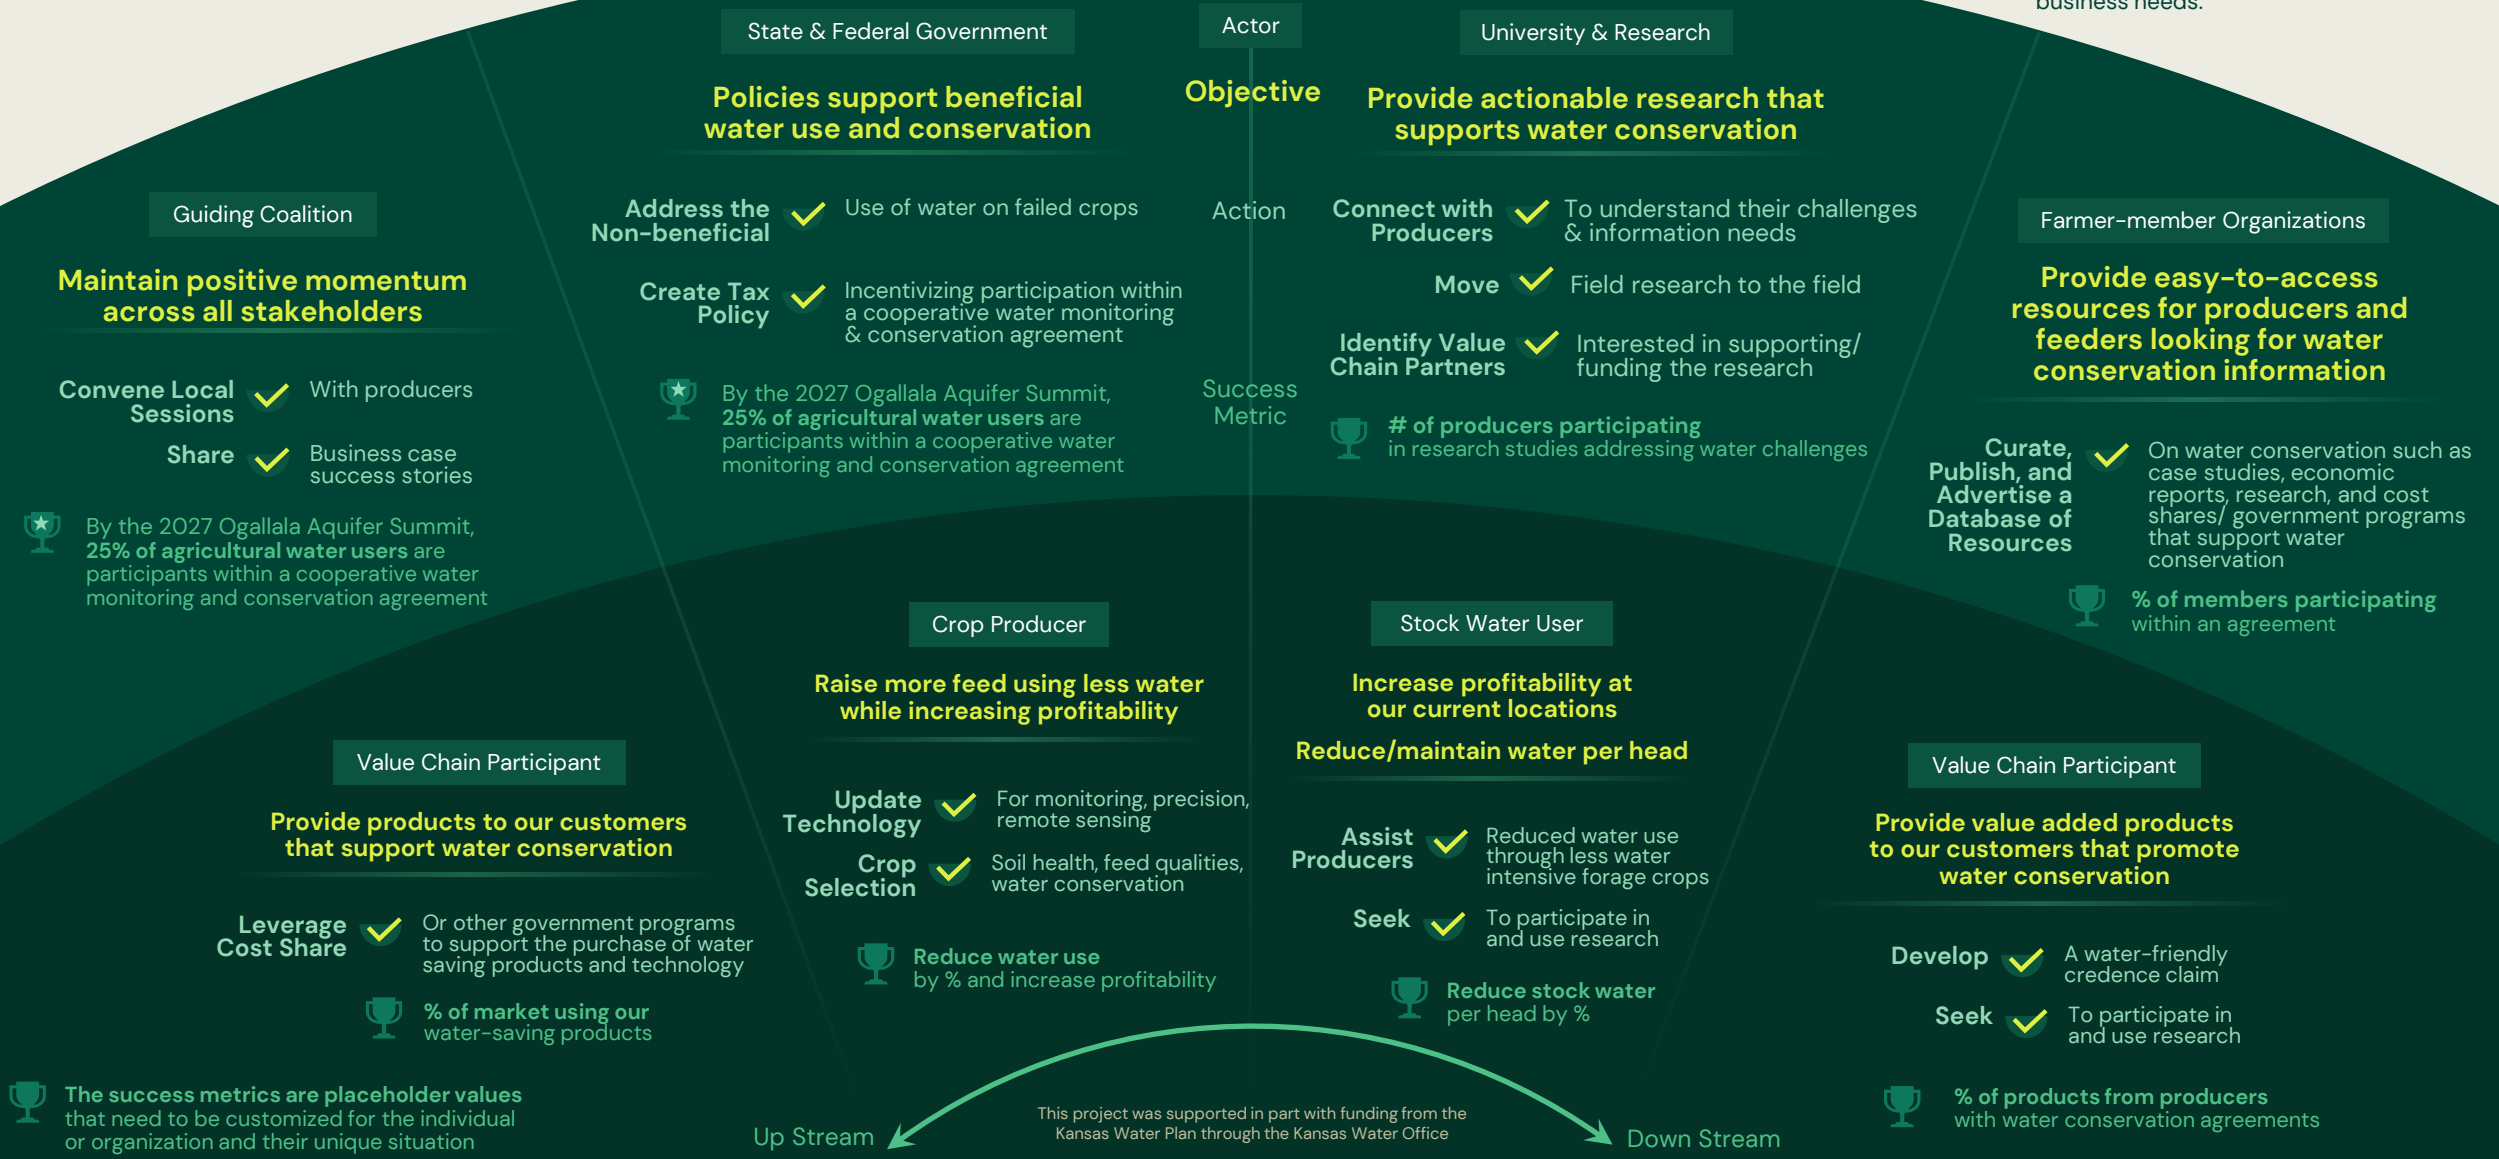 business needs.
State & Federal Government
Policies support beneficial
water use and conservation
Address the
Non-beneficial
Use of water on failed crops
Create Tax
Policy
Incentivizing participation within
a cooperative water monitoring
& conservation agreement
By the 2027 Ogallala Aquifer Summit,
25% of agricultural water users are
participants within a cooperative water
monitoring and conservation agreement
Actor
Objective
Action
Success
Metric
University & Research
Provide actionable research that
supports water conservation
Connect with
Producers
To understand their challenges
& information needs
Move
Field research to the field
Identify Value
Chain Partners
Interested in supporting/
funding the research
# of producers participating
in research studies addressing water challenges
Guiding Coalition
Maintain positive momentum
across all stakeholders
Convene Local
Sessions
With producers
Share
Business case
success stories
By the 2027 Ogallala Aquifer Summit,
25% of agricultural water users are
participants within a cooperative water
monitoring and conservation agreement
Farmer-member Organizations
Provide easy-to-access
resources for producers and
feeders looking for water
conservation information
Curate,
Publish, and
Advertise a
Database of
Resources
On water conservation such as
case studies, economic
reports, research, and cost
shares/ government programs
that support water
conservation
% of members participating
within an agreement
Value Chain Participant
Provide products to our customers
that support water conservation
Leverage
Cost Share
Or other government programs
to support the purchase of water
saving products and technology
% of market using our
water-saving products
Crop Producer
Raise more feed using less water
while increasing profitability
Update
Technology
For monitoring, precision,
remote sensing
Crop
Selection
Soil health, feed qualities,
water conservation
Reduce water use
by % and increase profitability
Stock Water User
Increase profitability at
our current locations
Reduce/maintain water per head
Assist
Producers
Reduced water use
through less water
intensive forage crops
Seek
To participate in
and use research
Reduce stock water
per head by %
Value Chain Participant
Provide value added products
to our customers that promote
water conservation
Develop
A water-friendly
credence claim
Seek
To participate in
and use research
% of products from producers
with water conservation agreements
The success metrics are placeholder values
that need to be customized for the individual
or organization and their unique situation
Up Stream
This project was supported in part with funding from the
Kansas Water Plan through the Kansas Water Office
Down Stream